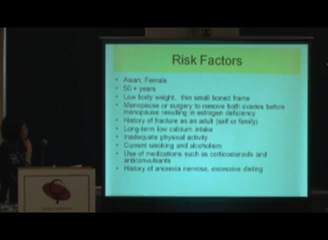 Risk Factors
• Asian, Female
• 50 + years
• Low body weight, thin small boned frame
• Menopause or surgery to remove both ovaries before
menopause resulting in estrogen deficiency
• History of fracture as an adult (self or family)
• Long-term low calcium intake
• Inadequate physical activity
• Current smoking and alcoholism
• Use of medications such as corticosteroids and
anticonvulsants
• History of anorexia nervosa, excessive dieting